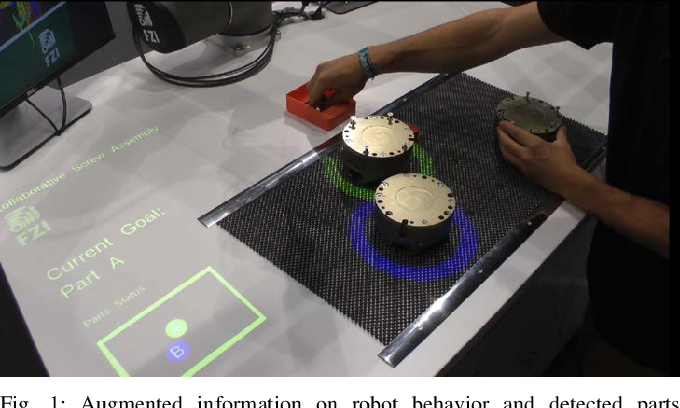 FZI
FZI
Collaborative Screw Assembly
FZI
Current Goal:
Part A
Parts Status
A
B
Fig. 1: Augmented information on robot behavior and detected parts